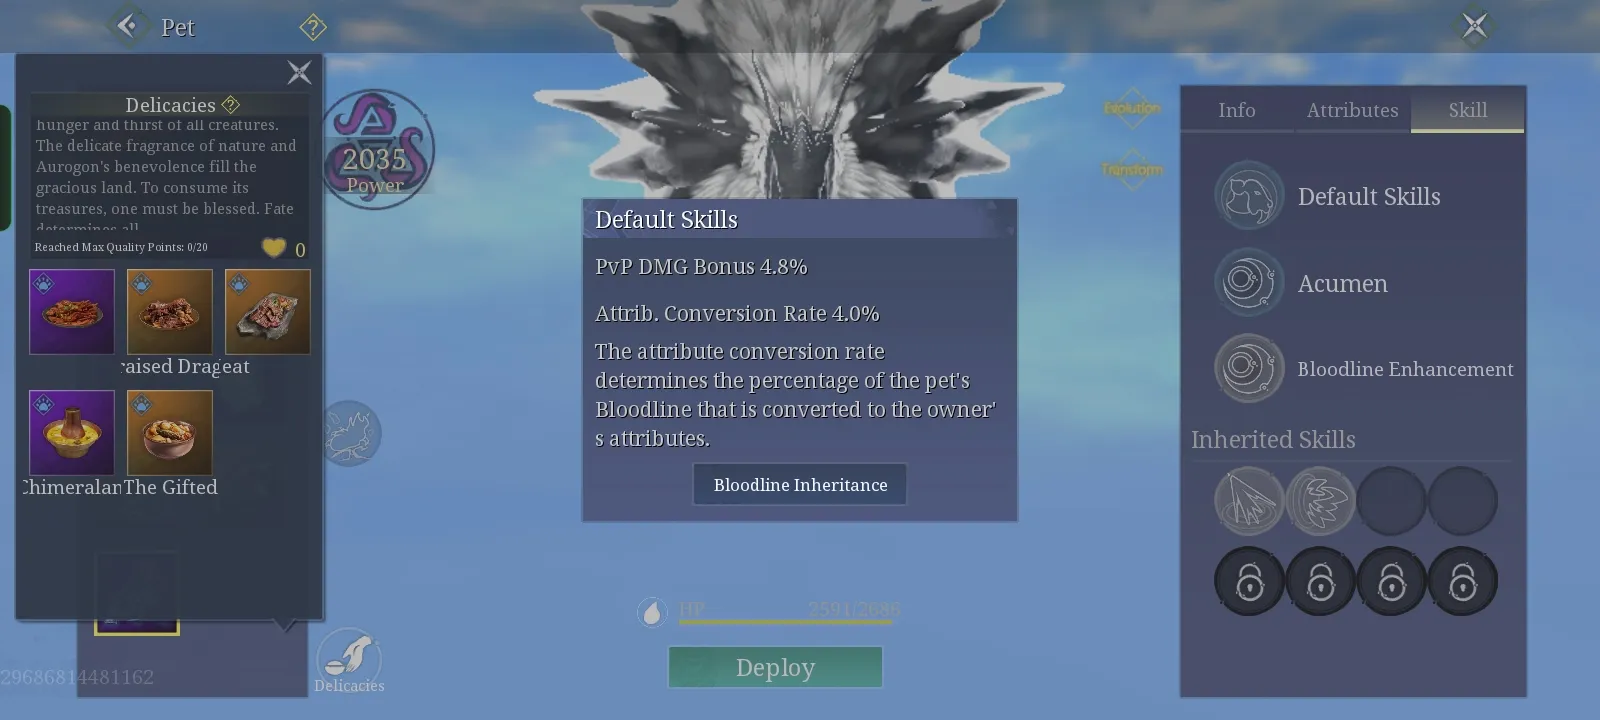 Pet
Delicacies
hunger and thirst of all creatures.
The delicate fragrance of nature and
Aurogon's benevolence fill the
gracious land. To consume its
treasures, one must be blessed. Fate
determines all
Reached Max Quality Points: 0/20
0
raised Drag
eat
Chimeralan
The Gifted
2035
Power
Evolution
Transform
Default Skills
PvP DMG Bonus 4.8%
Attrib. Conversion Rate 4.0%
The attribute conversion rate
determines the percentage of the pet's
Bloodline that is converted to the owner'
s attributes.
Bloodline Inheritance
HP
2591/2686
Deploy
Delicacies
29686814481162
Info
Attributes
Skill
Default Skills
Acumen
Bloodline Enhancement
Inherited Skills